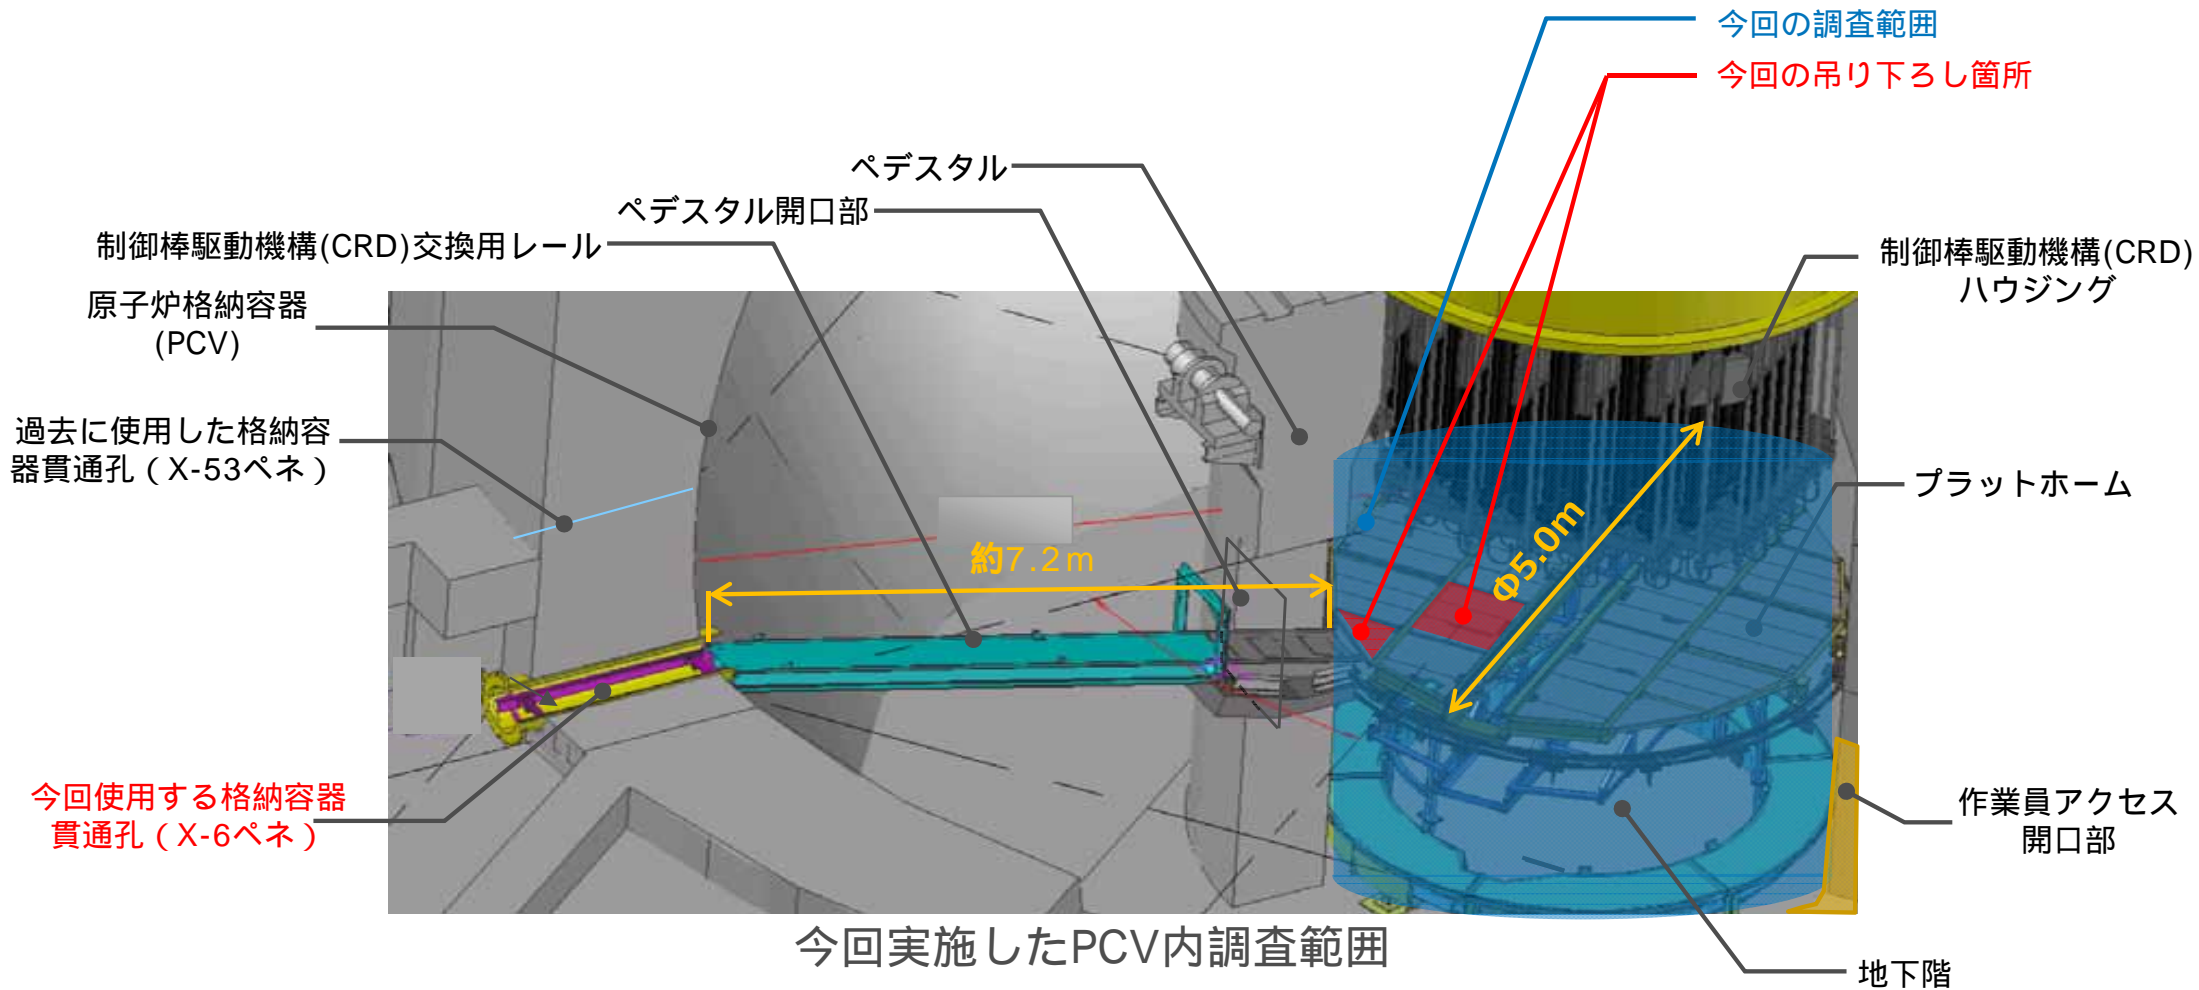 今回の調査範囲
今回の吊り下ろし箇所
ペデスタル
ペデスタル開口部
制御棒駆動機構(CRD)交換用レール
制御棒駆動機構(CRD)
ハウジング
原子炉格納容器
(PCV)
過去に使用した格納容
器貫通孔(X-53ペネ)
プラットホーム
約7.2m
Φ5.0m
今回使用する格納容器
貫通孔(X-6ペネ)
作業員アクセス
開口部
今回実施したPCV内調査範囲
地下階